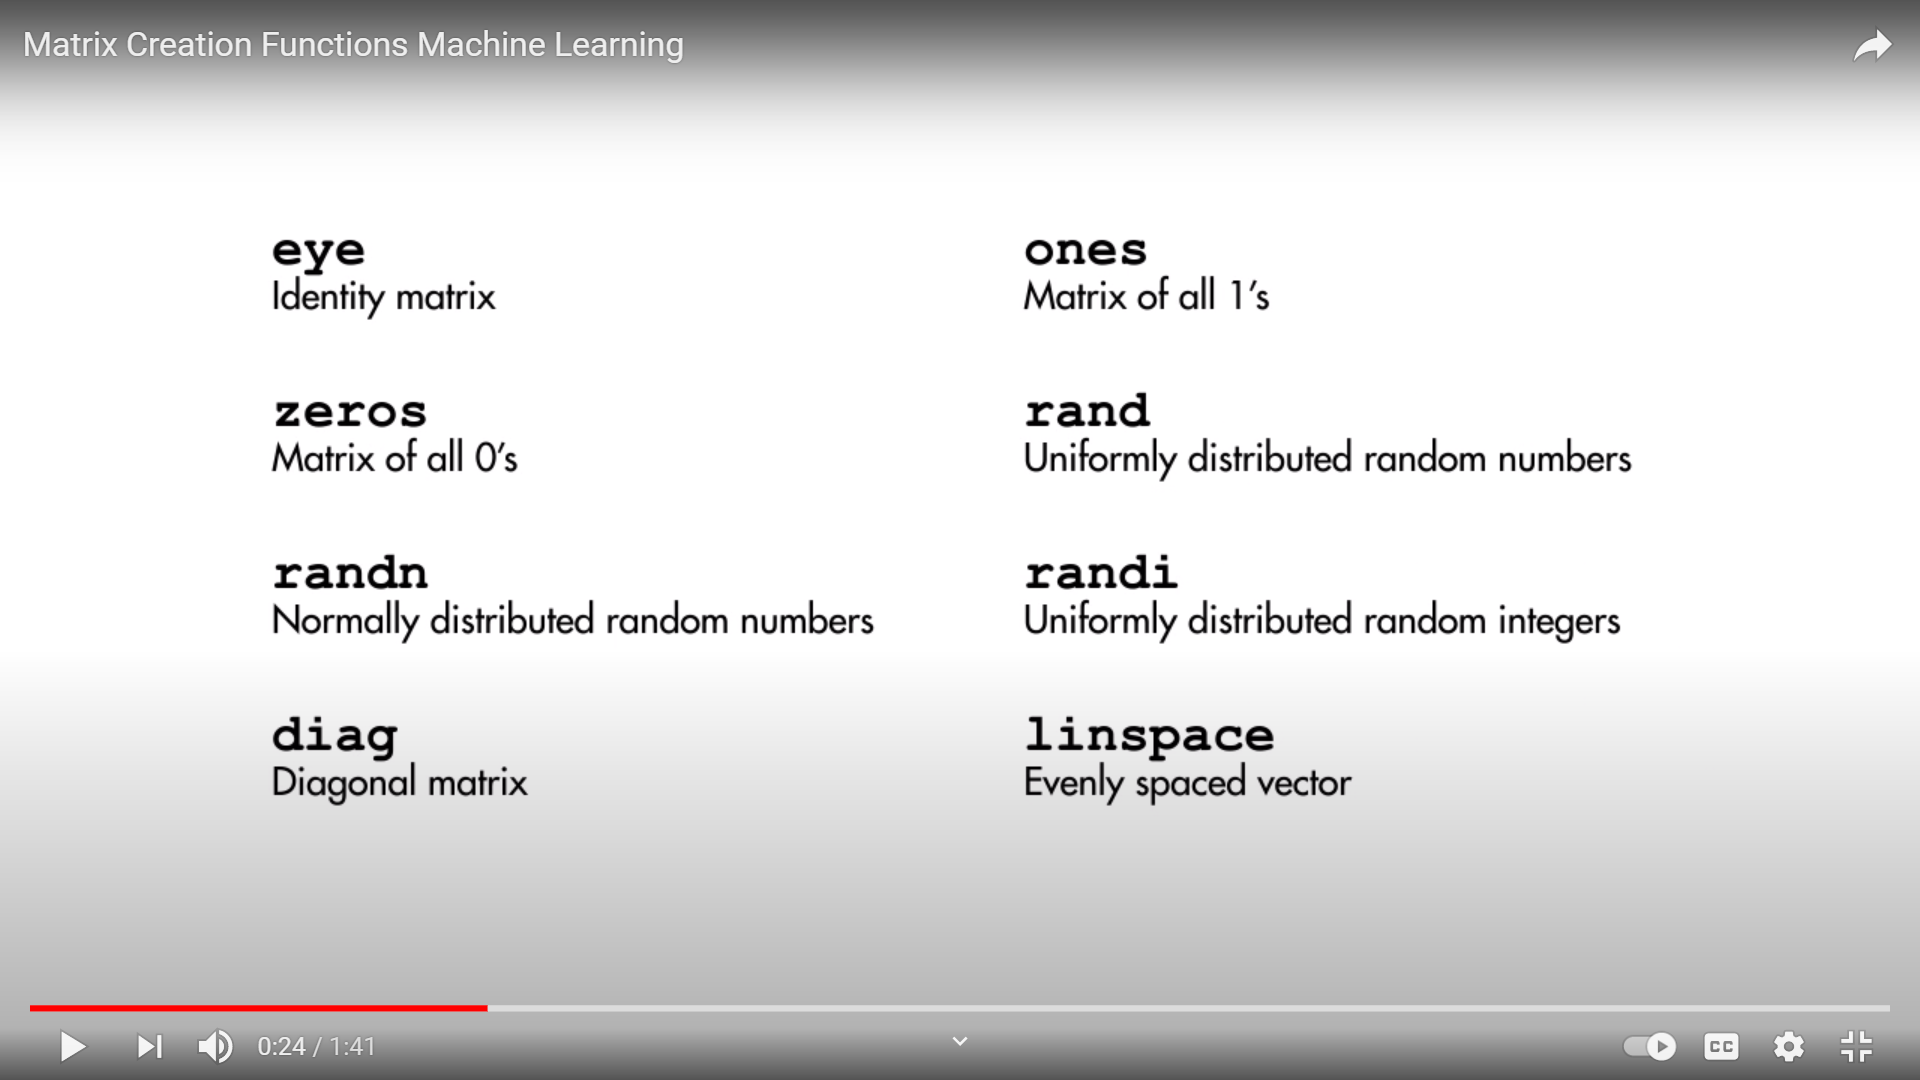 Matrix Creation Functions Machine Learning
eye
Identity matrix
ones
Matrix of all 1's
zeros
Matrix of all 0's
rand
Uniformly distributed random numbers
randn
Normally distributed random numbers
randi
Uniformly distributed random integers
diag
Diagonal matrix
linspace
Evenly spaced vector
0:24 / 1:41
CC